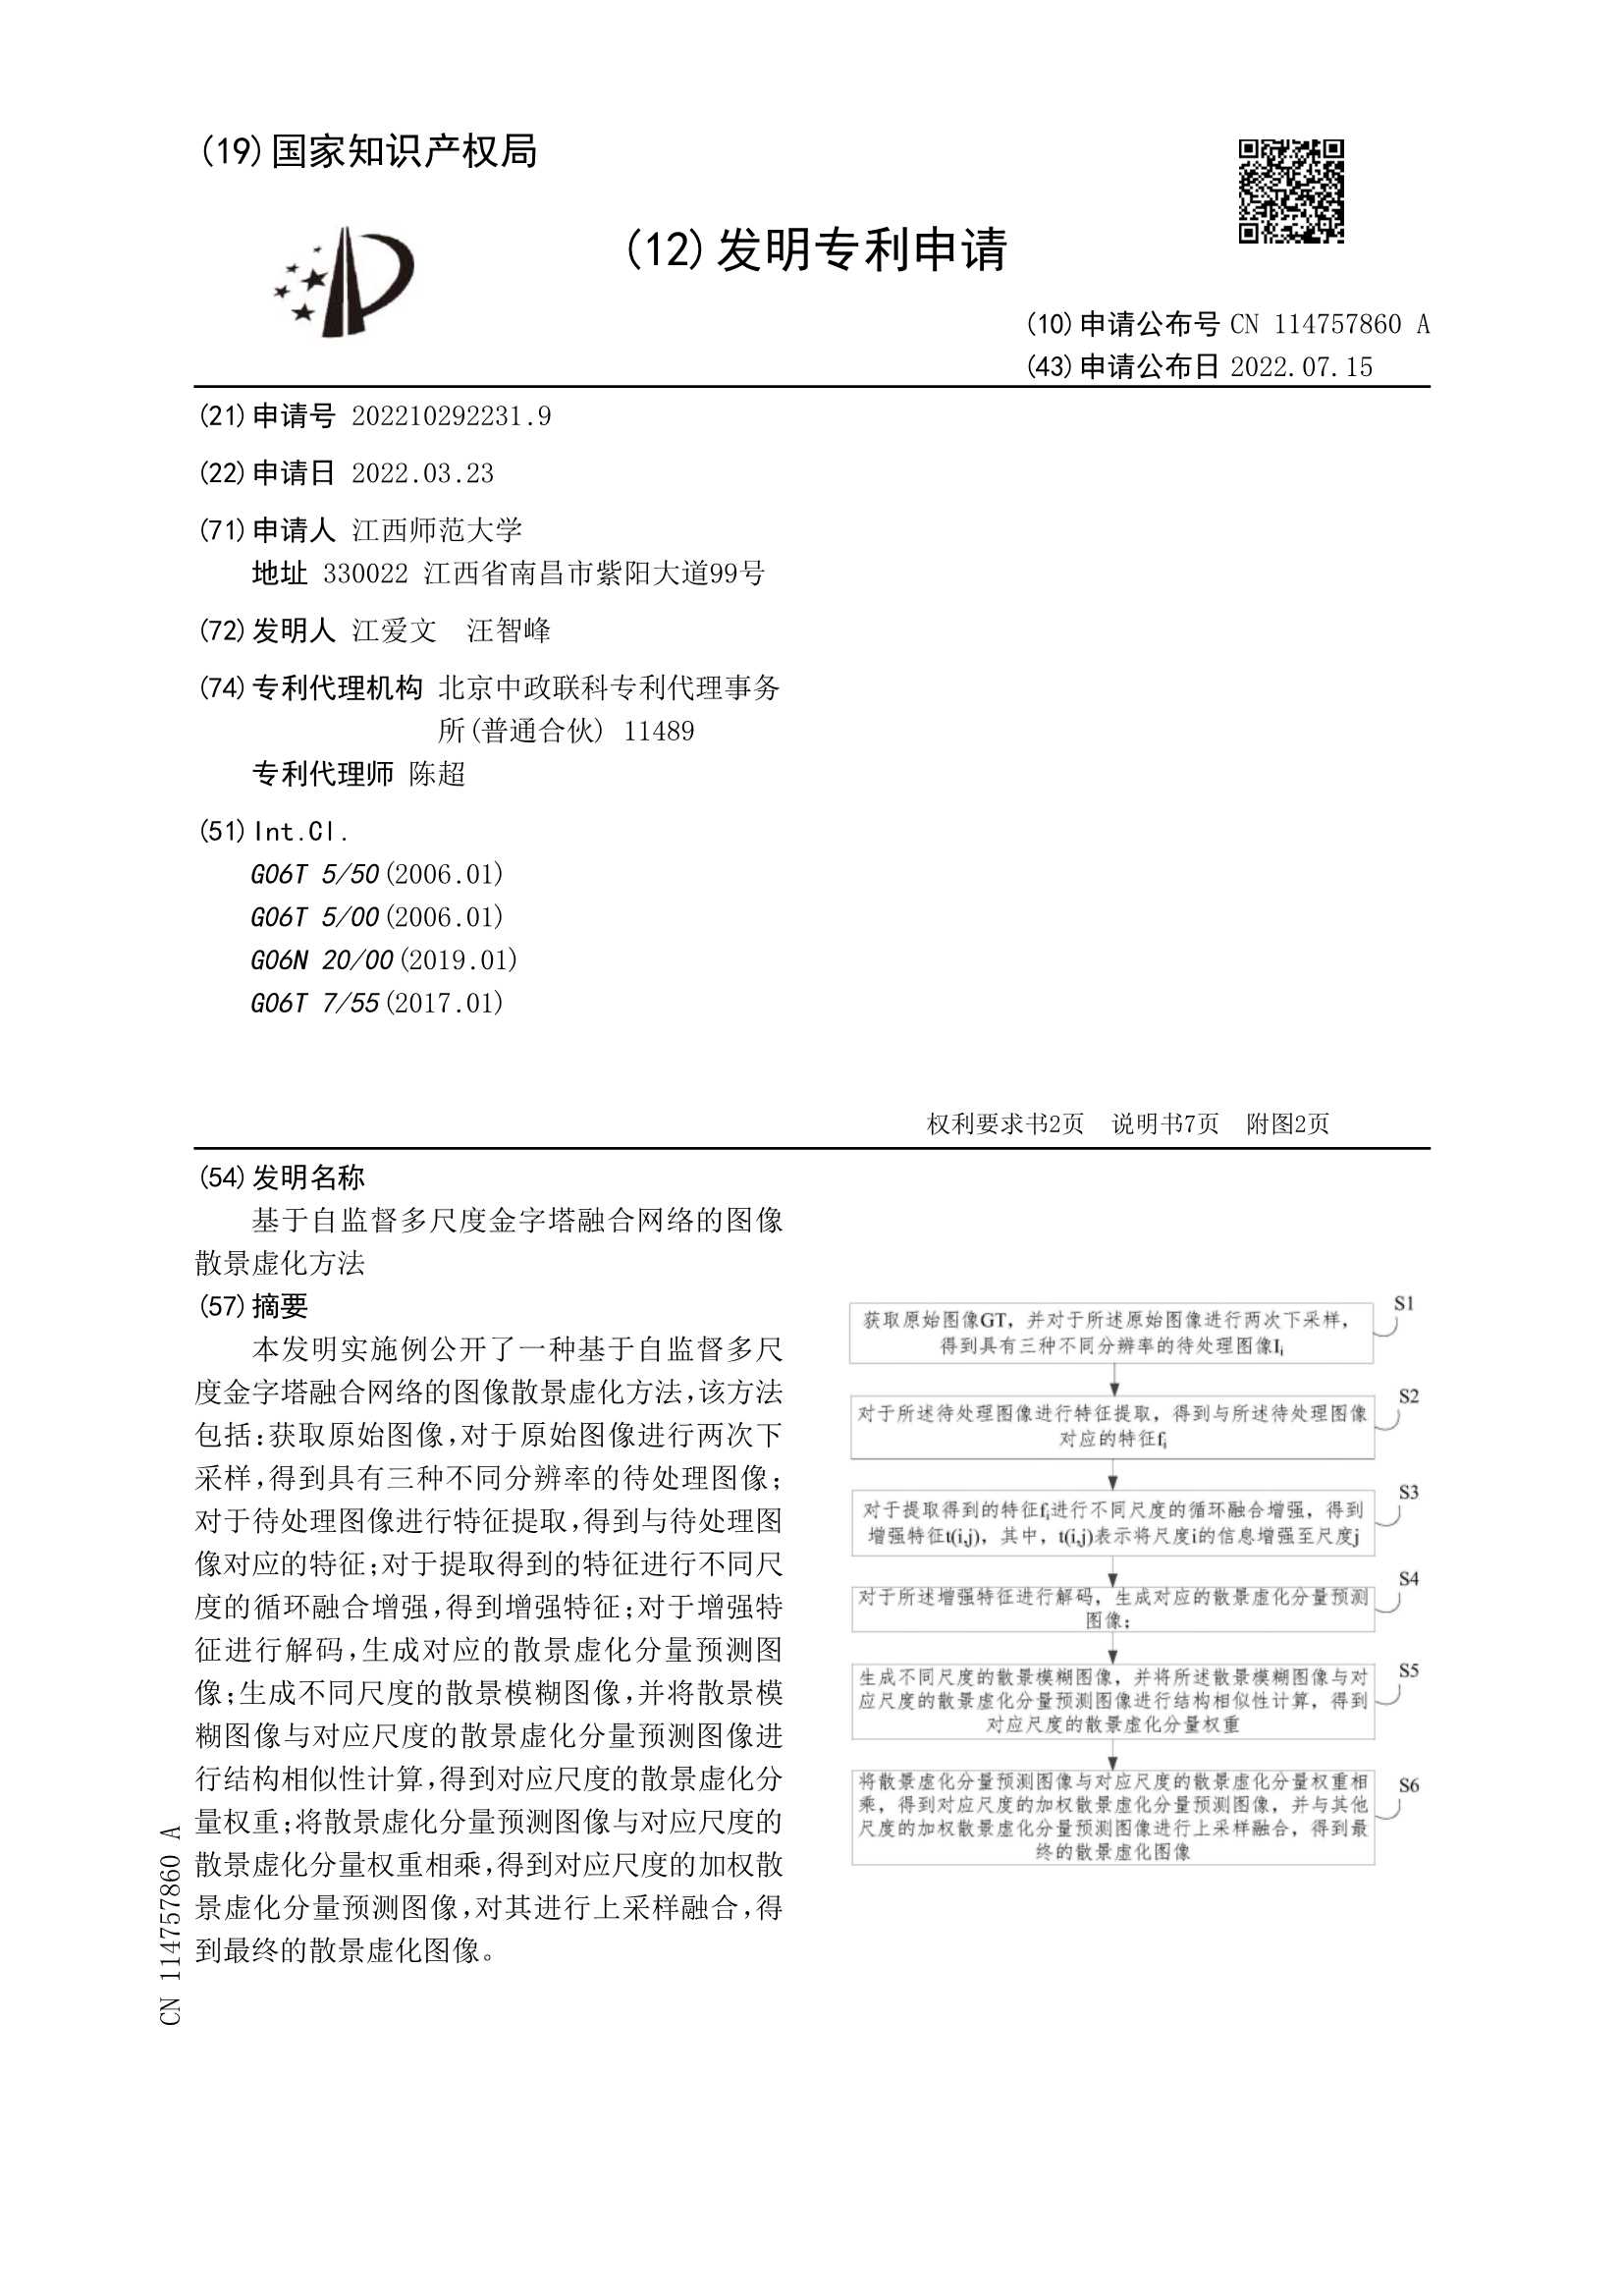 (19)国家知识产权局
(12)发明专利申请
(10)申请公布号 CN 114757860 A
(43)申请公布日 2022.07.15
(21)申请号 202210292231.9
(22)申请日 2022.03.23
(71)申请人 江西师范大学
地址 330022 江西省南昌市紫阳大道99号
(72)发明人 江爱文 汪智峰
(74)专利代理机构 北京中政联科专利代理事务
所(普通合伙) 11489
专利代理师 陈超
(51)Int.Cl.
G06T 5/50(2006.01)
G06T 5/00(2006.01)
G06N 20/00(2019.01)
G06T 7/55(2017.01)
权利要求书2页 说明书7页 附图2页
(54)发明名称
基于自监督多尺度金字塔融合网络的图像
散景虚化方法
(57)摘要
本发明实施例公开了一种基于自监督多尺
度金字塔融合网络的图像散景虚化方法,该方法
包括:获取原始图像,对于原始图像进行两次下
采样,得到具有三种不同分辨率的待处理图像;
对于待处理图像进行特征提取,得到与待处理图
像对应的特征;对于提取得到的特征进行不同尺
度的循环融合增强,得到增强特征;对于增强特
征进行解码,生成对应的散景虚化分量预测图
像;生成不同尺度的散景模糊图像,并将散景模
糊图像与对应尺度的散景虚化分量预测图像进
行结构相似性计算,得到对应尺度的散景虚化分
量权重;将散景虚化分量预测图像与对应尺度的
散景虚化分量权重相乘,得到对应尺度的加权散
景虚化分量预测图像,对其进行上采样融合,得
到最终的散景虚化图像。
获取原始图像GT，并对于所述原始图像进行两次下采样，
得到具有三种不同分辨率的待处理图像Ii
S1
对于所述待处理图像进行特征提取，得到与所述待处理图像
对应的特征fi
S2
对于提取得到的特征fi进行不同尺度的循环融合增强，得到
增强特征t(i,j)，其中，t(i,j)表示将尺度i的信息增强至尺度j
S3
对于所述增强特征进行解码，生成对应的散景虚化分量预测
图像；
S4
生成不同尺度的散景模糊图像，并将所述散景模糊图像与对
应尺度的散景虚化分量预测图像进行结构相似性计算，得到
对应尺度的散景虚化分量权重
S5
将散景虚化分量预测图像与对应尺度的散景虚化分量权重相
乘，得到对应尺度的加权散景虚化分量预测图像，并与其他
尺度的加权散景虚化分量预测图像进行上采样融合，得到最
终的散景虚化图像
S6
CN 114757860 A